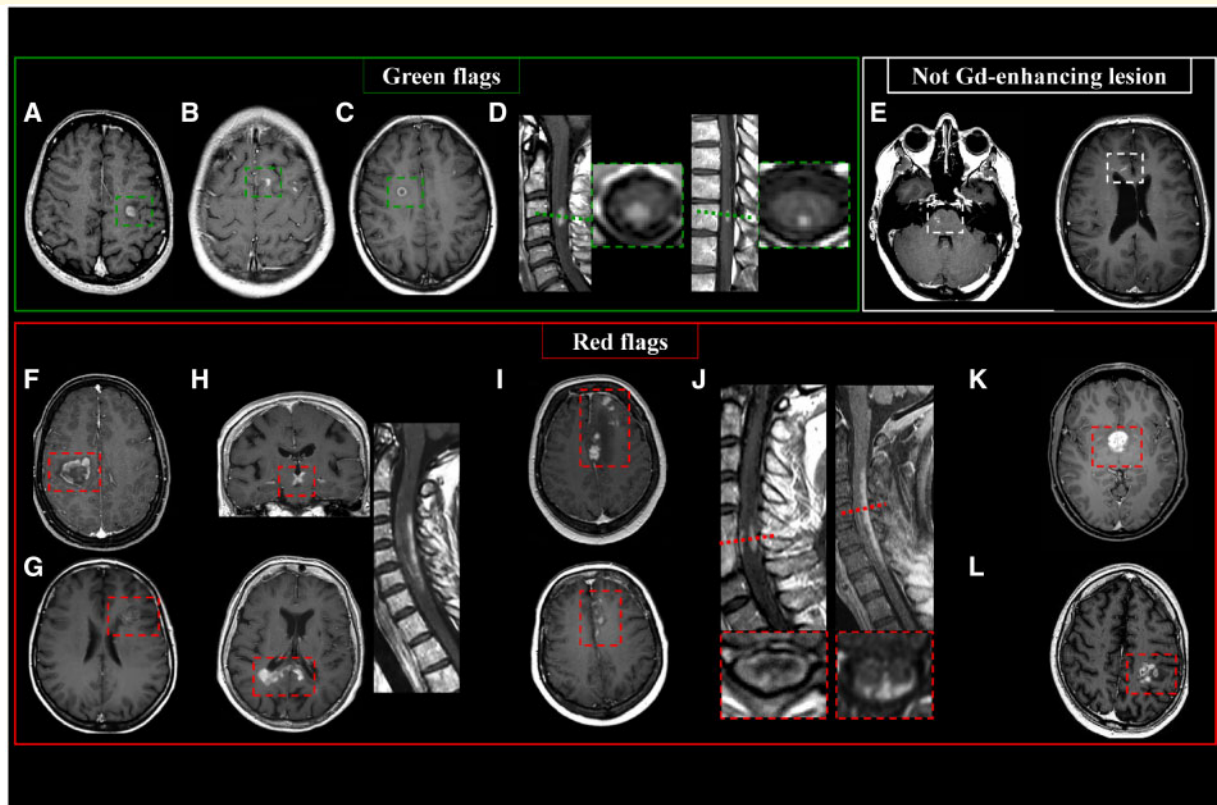 Green flags
Not Gd-enhancing lesion
A
B
C
D
E
Red flags
F
H
I
J
K
G
L